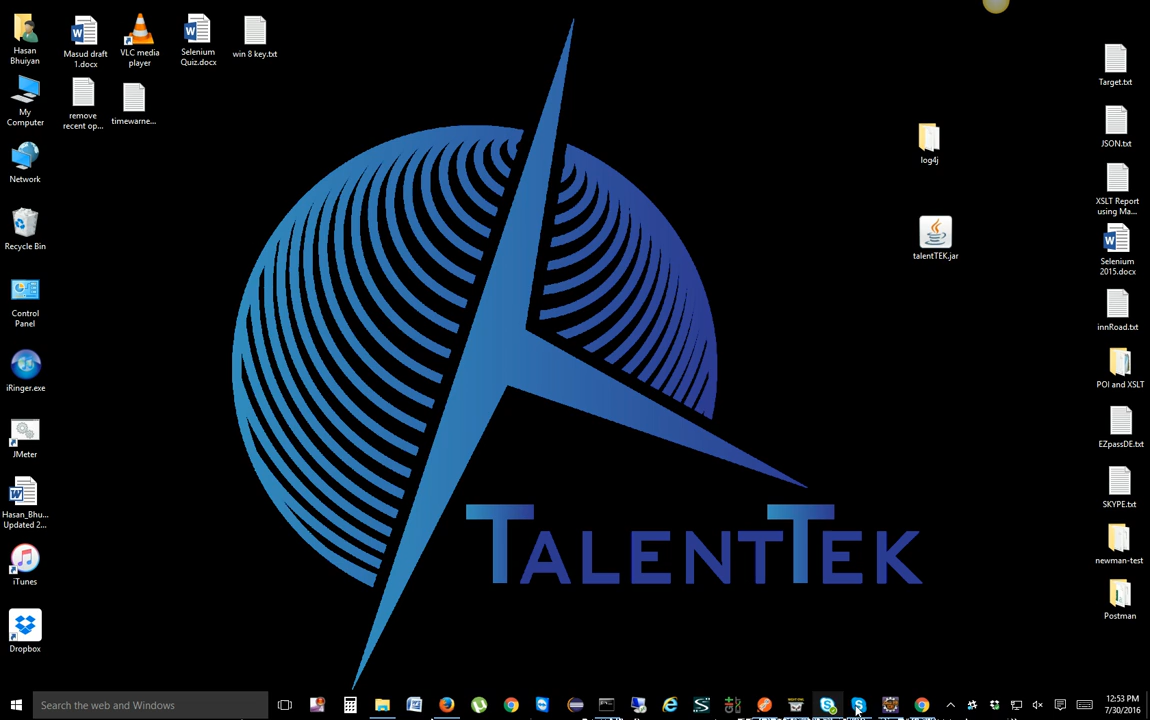 Hasan
Bhuiyan
Masud draft
1.docx
VLC media
player
Selenium
Quiz.docx
win 8 key.txt
My
Computer
remove
recent op...
timewarne...
Network
Recycle Bin
Control
Panel
iRinger.exe
JMeter
Hasan_Bhu...
Updated 2...
iTunes
Dropbox
log4j
talentTEK.jar
Target.txt
JSON.txt
XSLT Report
using Ma...
Selenium
2015.docx
innRoad.txt
POI and XSLT
EZpassDE.txt
SKYPE.txt
newman-test
Postman
TALENTTEK
Search the web and Windows
12:53 PM
7/30/2016